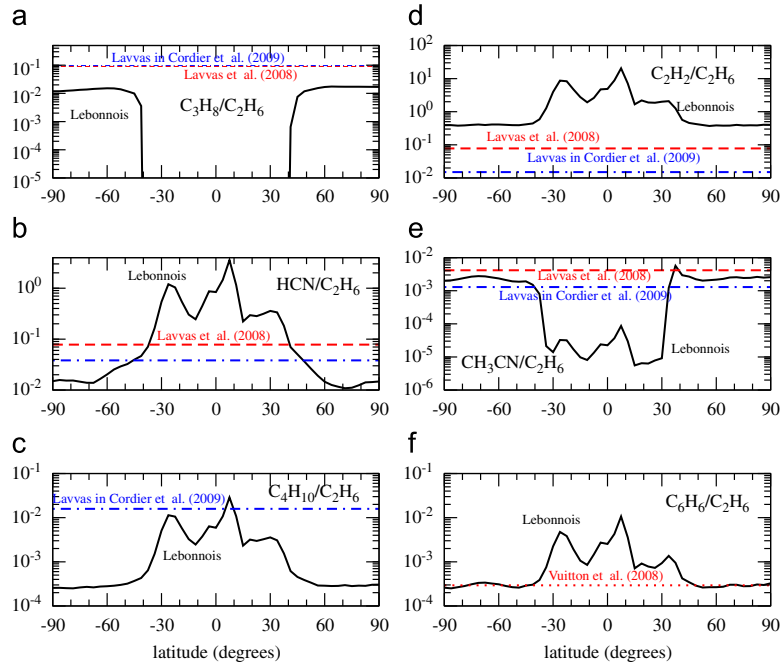 a
Lavvas in Cordier et al. (2009)
Lavvas et al. (2008)
Lebonnois
C3H8/C2H6
10^-1
10^-2
10^-3
10^-4
10^-5
-90 -60 -30 0 30 60 90
b
Lebonnois
HCN/C2H6
Lavvas et al. (2008)
10^0
10^-1
10^-2
-90 -60 -30 0 30 60 90
c
Lavvas in Cordier et al. (2009)
C4H10/C2H6
Lebonnois
10^-1
10^-2
10^-3
10^-4
-90 -60 -30 0 30 60 90
latitude (degrees)
d
C2H2/C2H6
Lebonnois
Lavvas et al. (2008)
Lavvas in Cordier et al. (2009)
10^2
10^1
10^0
10^-1
10^-2
-90 -60 -30 0 30 60 90
e
Lavvas et al. (2008)
Lavvas in Cordier et al. (2009)
Lebonnois
CH3CN/C2H6
10^-2
10^-3
10^-4
10^-5
10^-6
-90 -60 -30 0 30 60 90
f
C6H6/C2H6
Lebonnois
Vuitton et al. (2008)
10^-1
10^-2
10^-3
10^-4
-90 -60 -30 0 30 60 90
latitude (degrees)